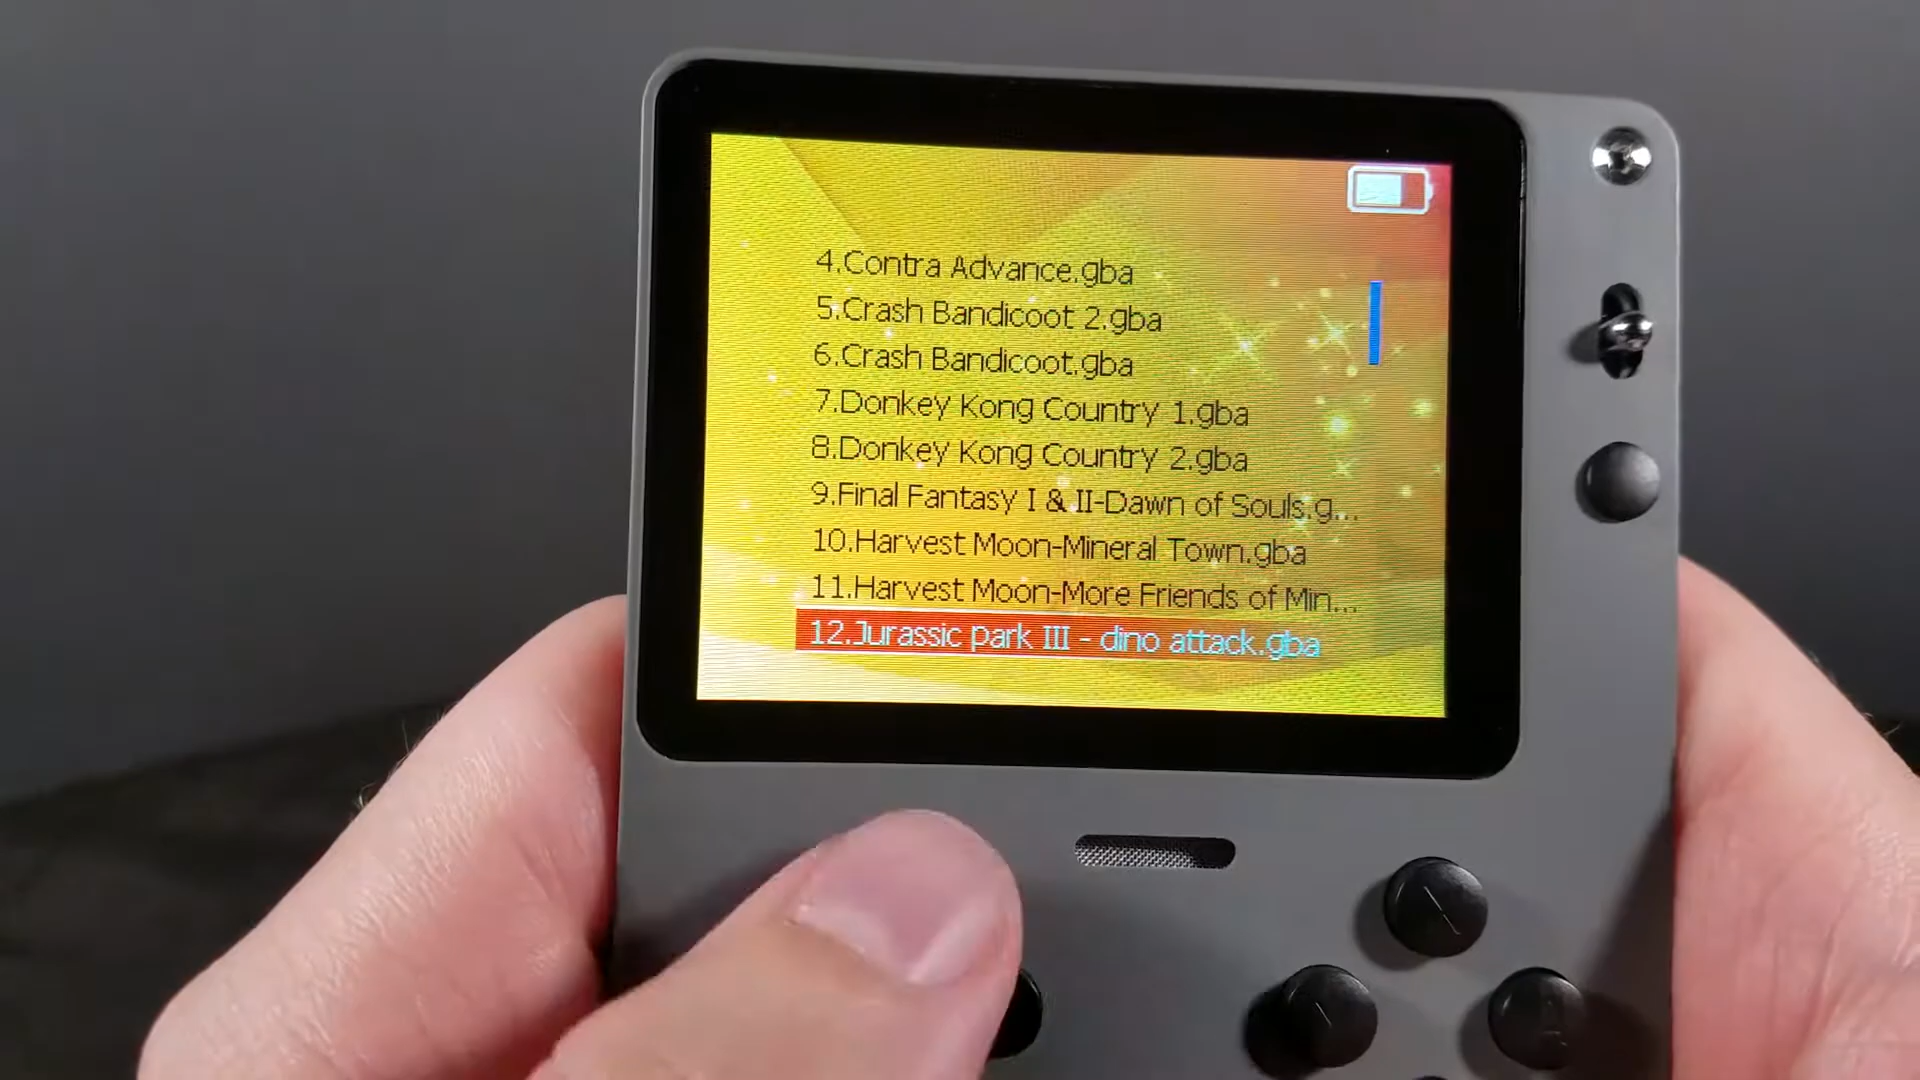 4.Contra Advance.gba
5.Crash Bandicoot 2.gba
6.Crash Bandicoot.gba
7.Donkey Kong Country 1.gba
8.Donkey Kong Country 2.gba
9.Final Fantasy I & II-Dawn of Souls.g...
10.Harvest Moon-Mineral Town.gba
11.Harvest Moon-More Friends of Min...
12.Jurassic park III - dino attack.gba